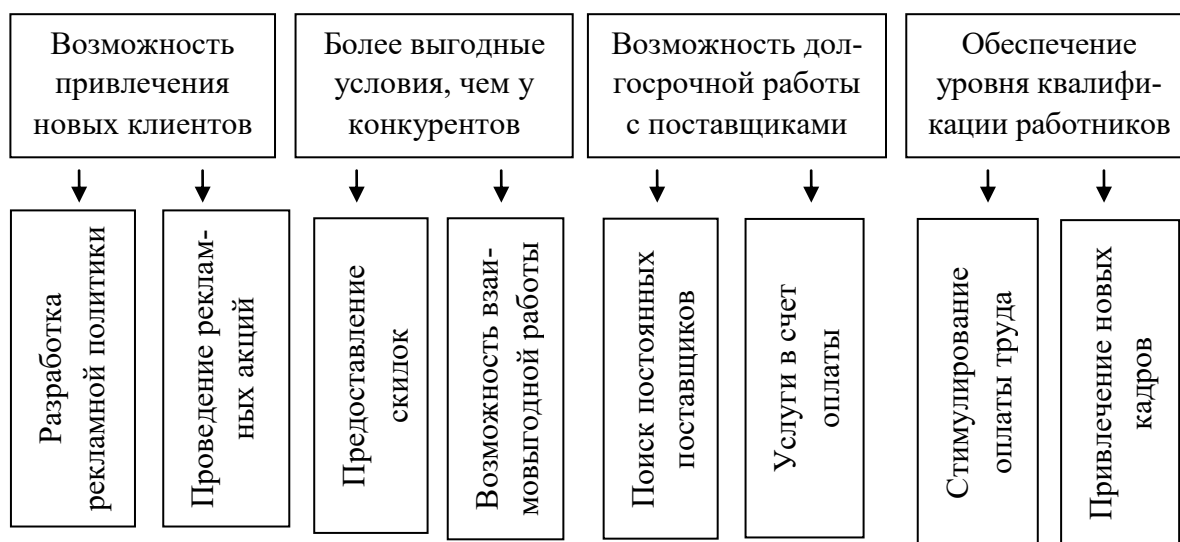 Возможность
привлечения
новых клиентов
Более выгодные
условия, чем у
конкурентов
Возможность дол-
госрочной работы
с поставщиками
Обеспечение
уровня квалифи-
кации работников
Разработка
рекламной политики
Проведение реклам-
ных акций
Предоставление
скидок
Возможность взаи-
мовыгодной работы
Поиск постоянных
поставщиков
Услуги в счет
оплаты
Стимулирование
оплаты труда
Привлечение новых
кадров